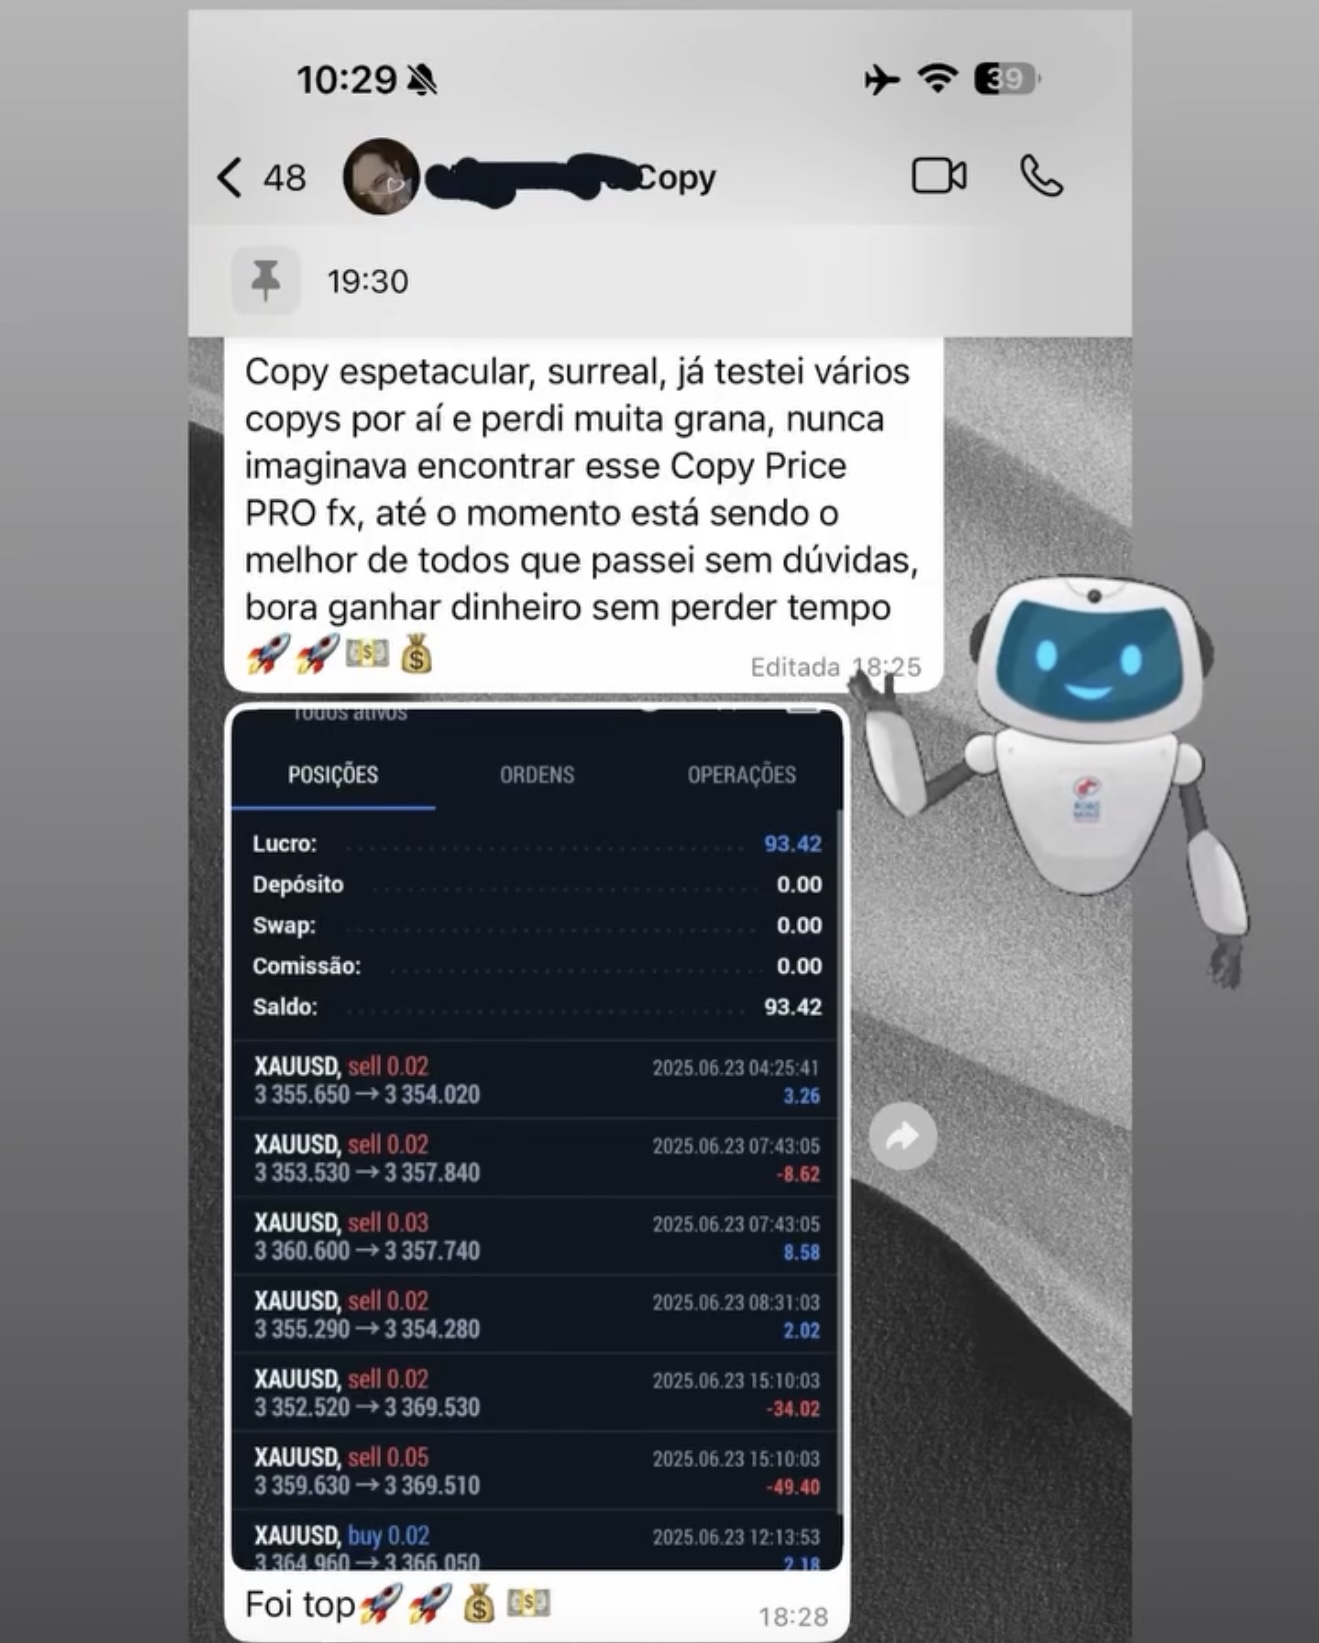 10:29
39
48
Copy
19:30
Copy espetacular, surreal, já testei vários
copys por aí e perdi muita grana, nunca
imaginava encontrar esse Copy Price
PRO fx, até o momento está sendo o
melhor de todos que passei sem dúvidas,
bora ganhar dinheiro sem perder tempo
🚀🚀💵💰
Editada 18:25
Todos ativos
POSIÇÕES ORDENS OPERAÇÕES
Lucro: 93.42
Depósito 0.00
Swap: 0.00
Comissão: 0.00
Saldo: 93.42
XAUUSD, sell 0.02 2025.06.23 04:25:41
3 355.650 → 3 354.020 3.26
XAUUSD, sell 0.02 2025.06.23 07:43:05
3 353.530 → 3 357.840 -8.62
XAUUSD, sell 0.03 2025.06.23 07:43:05
3 360.600 → 3 357.740 8.58
XAUUSD, sell 0.02 2025.06.23 08:31:03
3 355.290 → 3 354.280 2.02
XAUUSD, sell 0.02 2025.06.23 15:10:03
3 352.520 → 3 369.530 -34.02
XAUUSD, sell 0.05 2025.06.23 15:10:03
3 359.630 → 3 369.510 -49.40
XAUUSD, buy 0.02 2025.06.23 12:13:53
3 364.960 → 3 366.050 2.18
Foi top🚀🚀💰💵
18:28